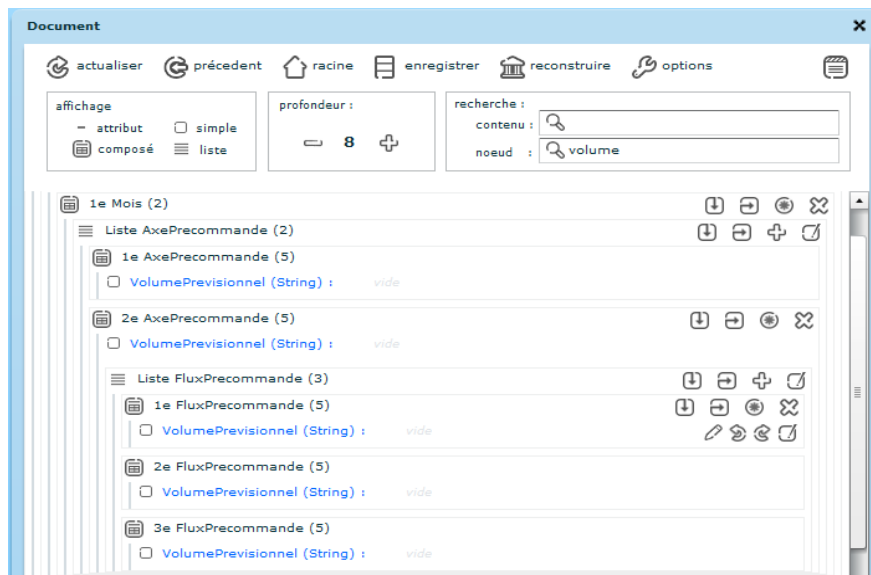 Document
actualiser précedent racine enregistrer reconstruire options
affichage
attribut simple
composé liste
profondeur :
8
recherche :
contenu :
noeud : volume
1e Mois (2)
Liste AxePrecommande (2)
1e AxePrecommande (5)
VolumePrevisionnel (String) : vide
2e AxePrecommande (5)
VolumePrevisionnel (String) : vide
Liste FluxPrecommande (3)
1e FluxPrecommande (5)
VolumePrevisionnel (String) : vide
2e FluxPrecommande (5)
VolumePrevisionnel (String) : vide
3e FluxPrecommande (5)
VolumePrevisionnel (String) : vide